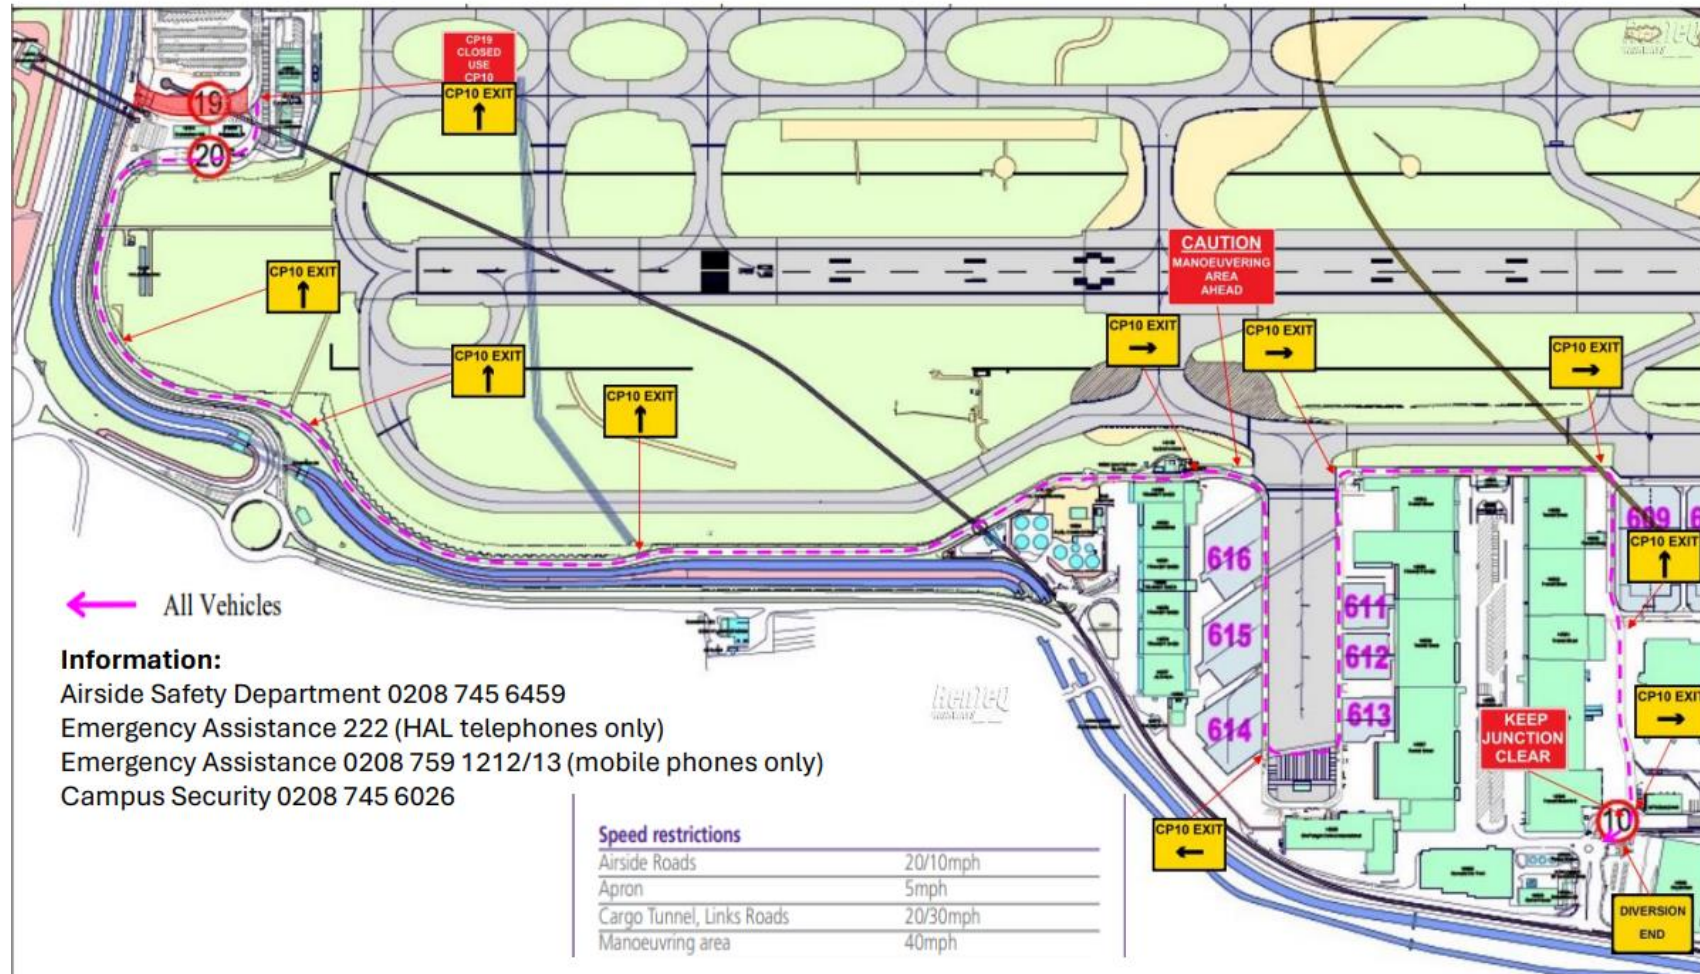 CP19
CLOSED
USE
CP10
CP10 EXIT
19
20
CP10 EXIT
CP10 EXIT
CP10 EXIT
CAUTION
MANOEUVERING
AREA
AHEAD
CP10 EXIT
CP10 EXIT
CP10 EXIT
609
CP10 EXIT
616
615
614
611
612
613
CP10 EXIT
KEEP
JUNCTION
CLEAR
10
CP10 EXIT
DIVERSION
END
All Vehicles
Information:
Airside Safety Department 0208 745 6459
Emergency Assistance 222 (HAL telephones only)
Emergency Assistance 0208 759 1212/13 (mobile phones only)
Campus Security 0208 745 6026
Speed restrictions
Airside Roads 20/10mph
Apron 5mph
Cargo Tunnel, Links Roads 20/30mph
Manoeuvring area 40mph
RenTeQ